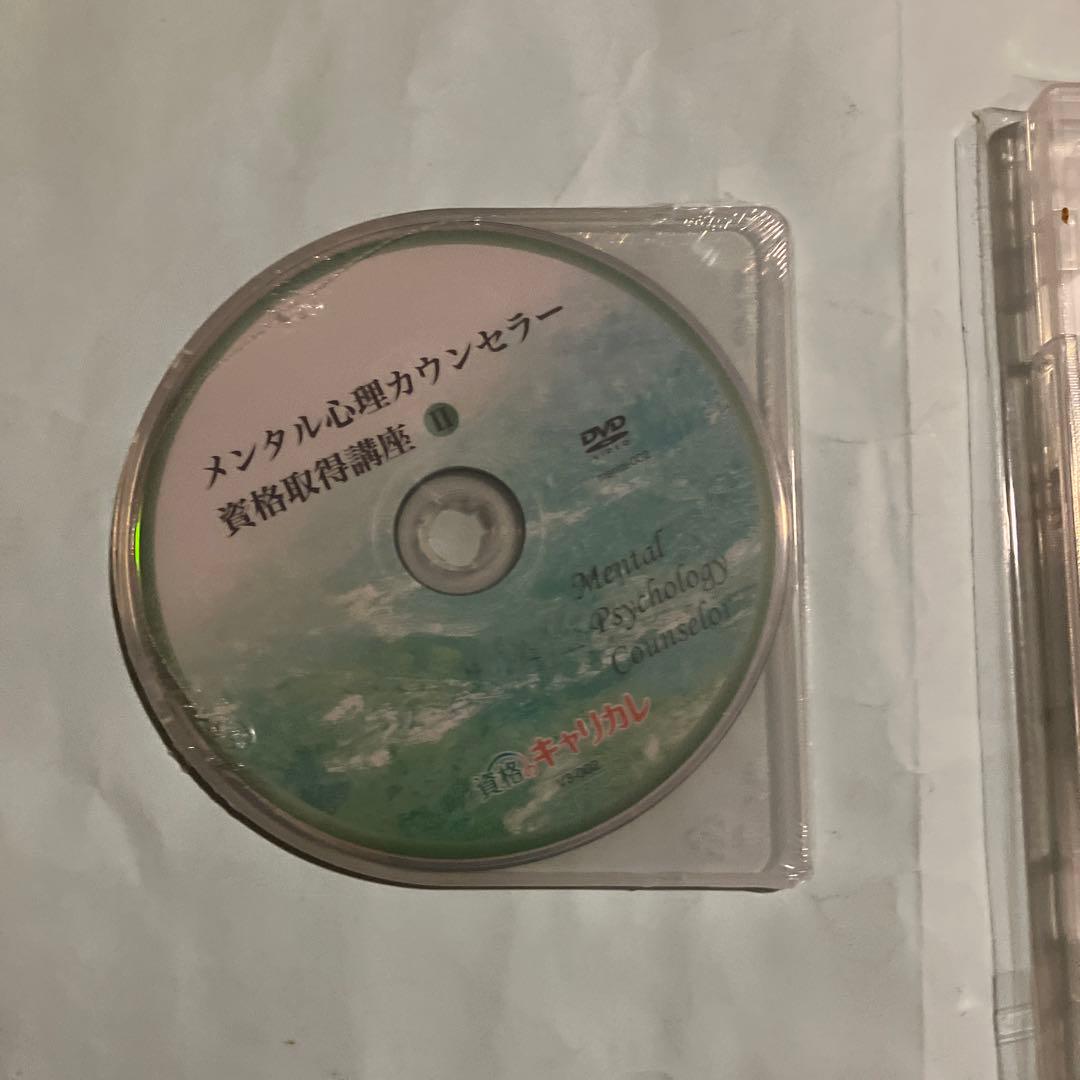 メンタル心理カウンセラー
資格取得講座 II
DVD
VIDEO
Mental
Psychology
Counselor
資格のキャリカレ